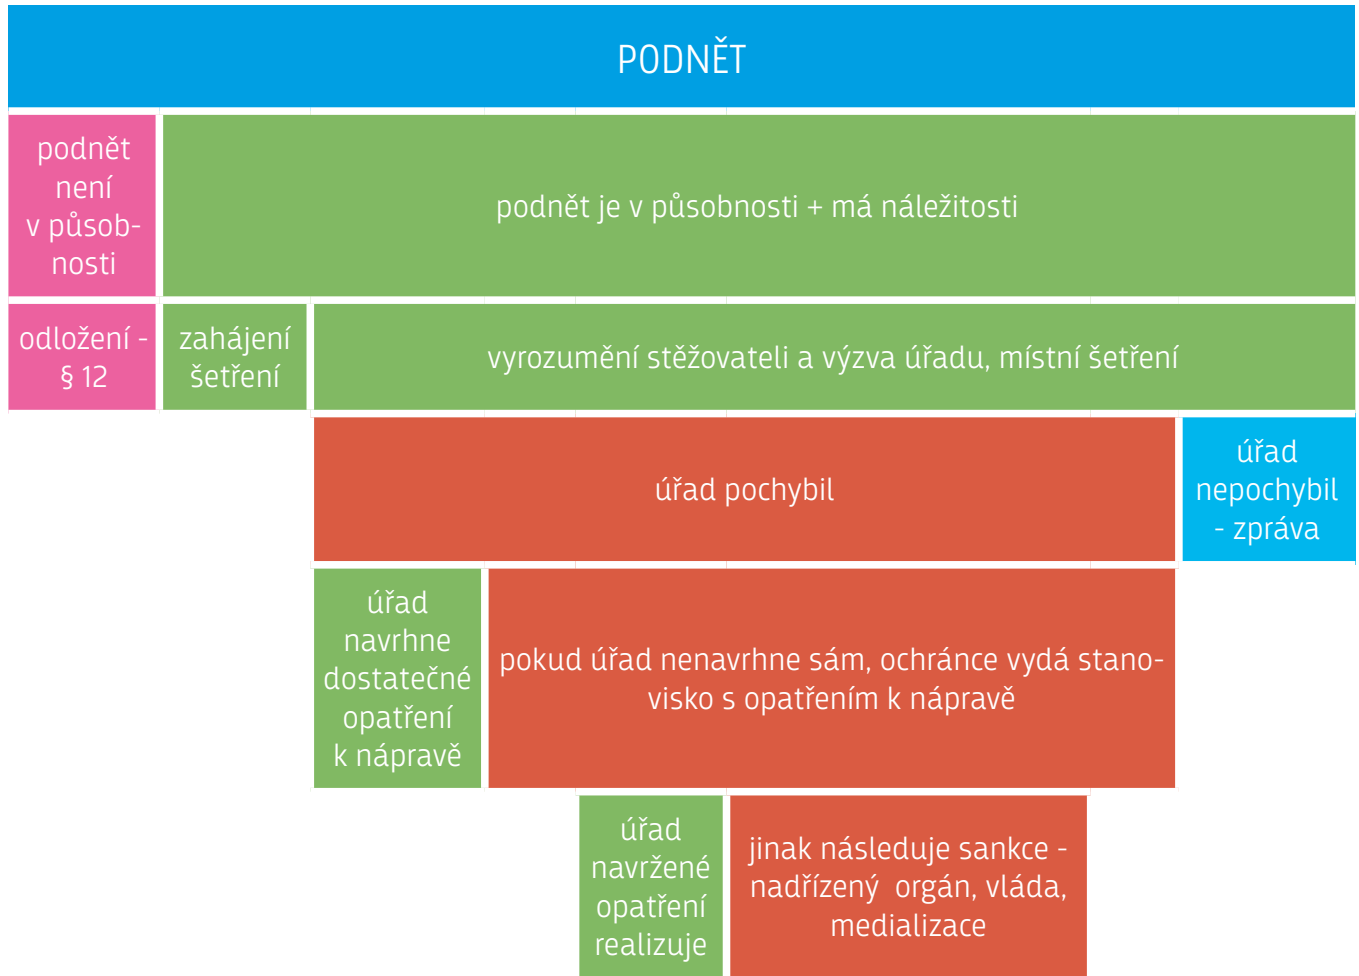 PODNĚT
podnět
není
v působ-
nosti
podnět je v působnosti + má náležitosti
odložení -
§ 12
zahájení
šetření
vyrozumění stěžovateli a výzva úřadu, místní šetření
úřad pochybil
úřad
nepochybil
- zpráva
úřad
navrhne
dostatečné
opatření
k nápravě
pokud úřad nenavrhne sám, ochránce vydá stano-
visko s opatřením k nápravě
úřad
navržené
opatření
realizuje
jinak následuje sankce -
nadřízený orgán, vláda,
medializace